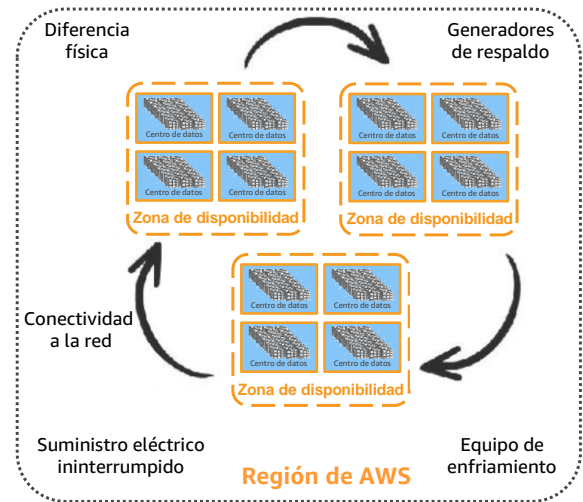 Diferencia
física
Generadores
de respaldo
Centro de datos
Centro de datos
Centro de datos
Centro de datos
Zona de disponibilidad
Centro de datos
Centro de datos
Centro de datos
Centro de datos
Zona de disponibilidad
Centro de datos
Centro de datos
Centro de datos
Centro de datos
Zona de disponibilidad
Conectividad
a la red
Suministro eléctrico
ininterrumpido
Región de AWS
Equipo de
enfriamiento